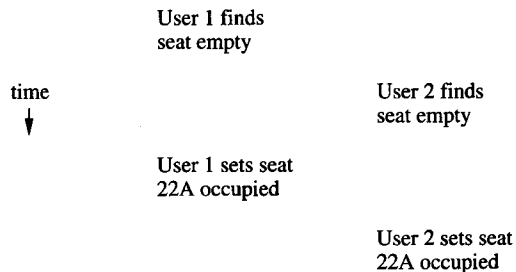 User 1 finds
seat empty
time
User 2 finds
seat empty
User 1 sets seat
22A occupied
User 2 sets seat
22A occupied